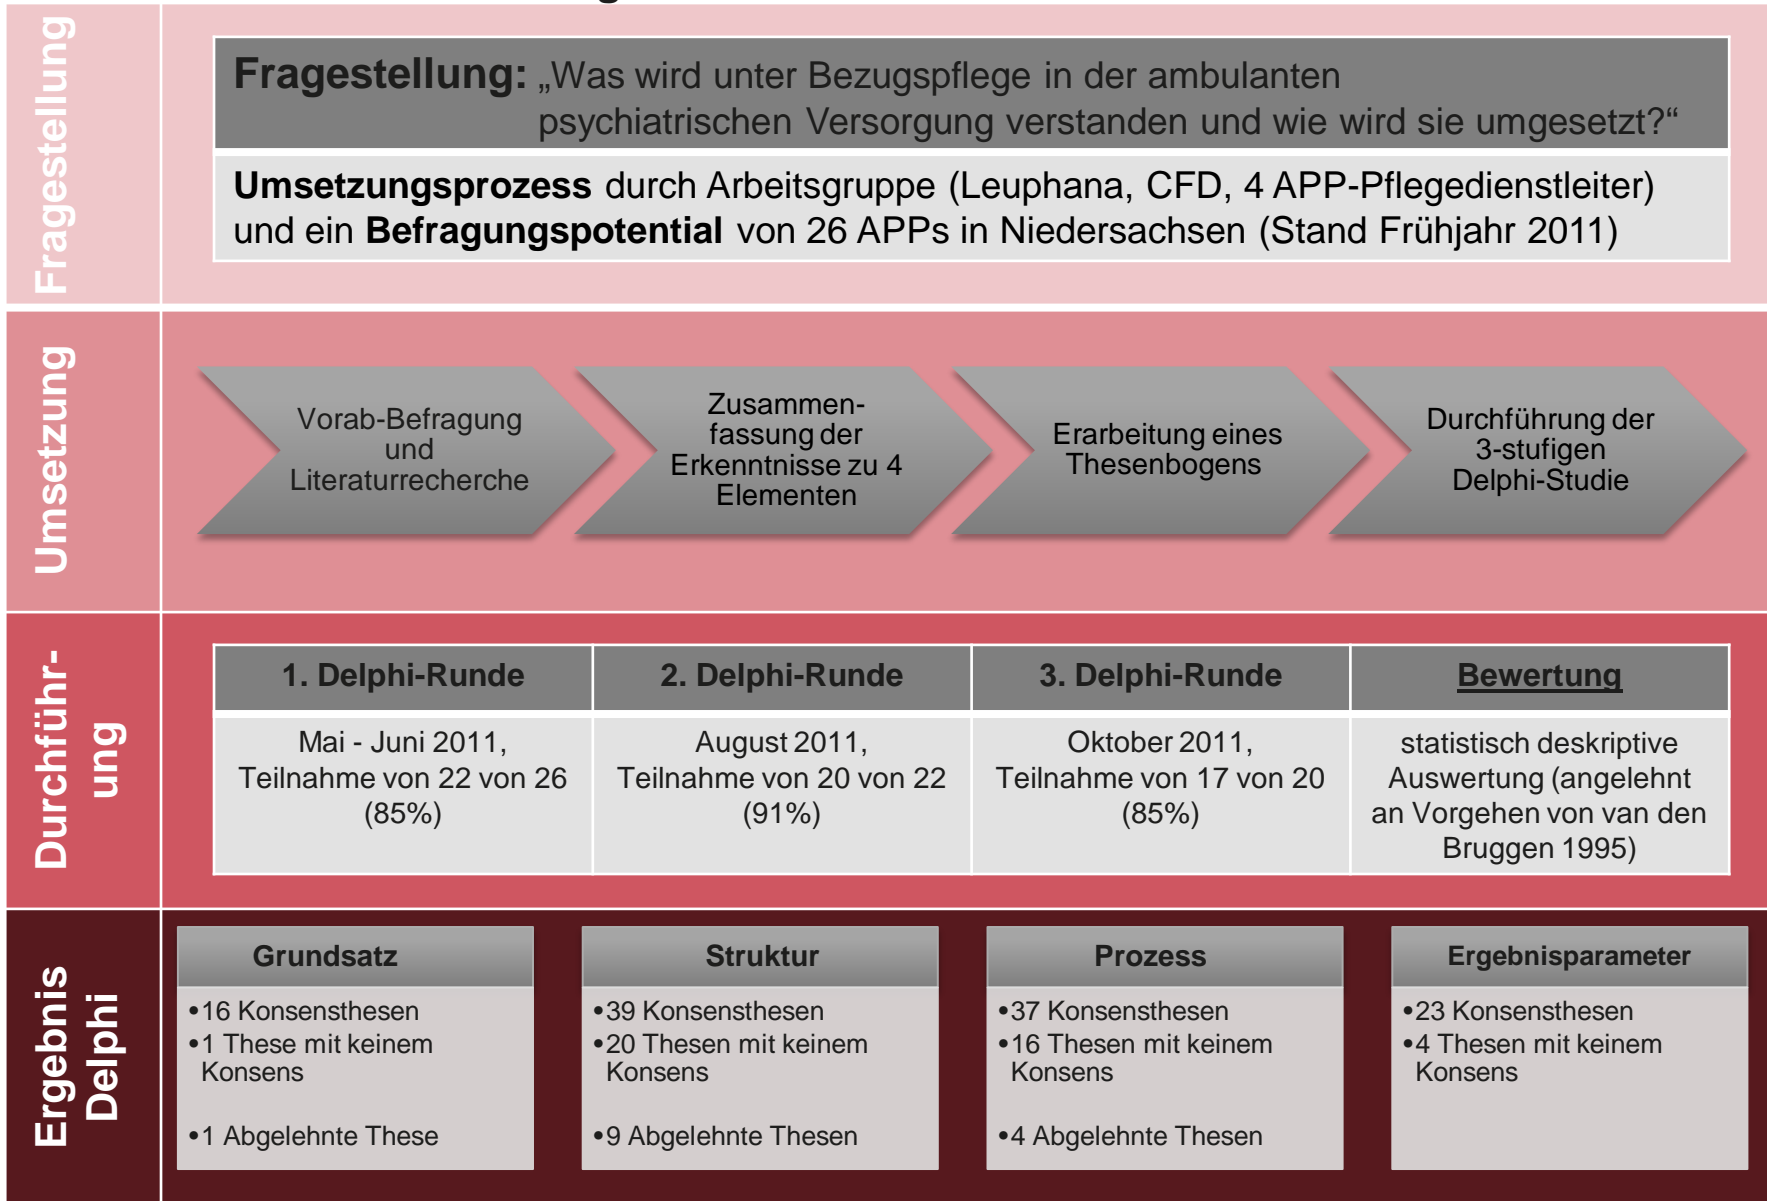 Fragestellung
Fragestellung: „Was wird unter Bezugspflege in der ambulanten
psychiatrischen Versorgung verstanden und wie wird sie umgesetzt?“
Umsetzungsprozess durch Arbeitsgruppe (Leuphana, CFD, 4 APP-Pflegedienstleiter)
und ein Befragungspotential von 26 APPs in Niedersachsen (Stand Frühjahr 2011)
Umsetzung
Vorab-Befragung
und
Literaturrecherche
Zusammen-
fassung der
Erkenntnisse zu 4
Elementen
Erarbeitung eines
Thesenbogens
Durchführung der
3-stufigen
Delphi-Studie
Durchführ-
ung
1. Delphi-Runde
Mai - Juni 2011,
Teilnahme von 22 von 26
(85%)
2. Delphi-Runde
August 2011,
Teilnahme von 20 von 22
(91%)
3. Delphi-Runde
Oktober 2011,
Teilnahme von 17 von 20
(85%)
Bewertung
statistisch deskriptive
Auswertung (angelehnt
an Vorgehen von van den
Bruggen 1995)
Ergebnis
Delphi
Grundsatz
•16 Konsensthesen
•1 These mit keinem
Konsens
•1 Abgelehnte These
Struktur
•39 Konsensthesen
•20 Thesen mit keinem
Konsens
•9 Abgelehnte Thesen
Prozess
•37 Konsensthesen
•16 Thesen mit keinem
Konsens
•4 Abgelehnte Thesen
Ergebnisparameter
•23 Konsensthesen
•4 Thesen mit keinem
Konsens